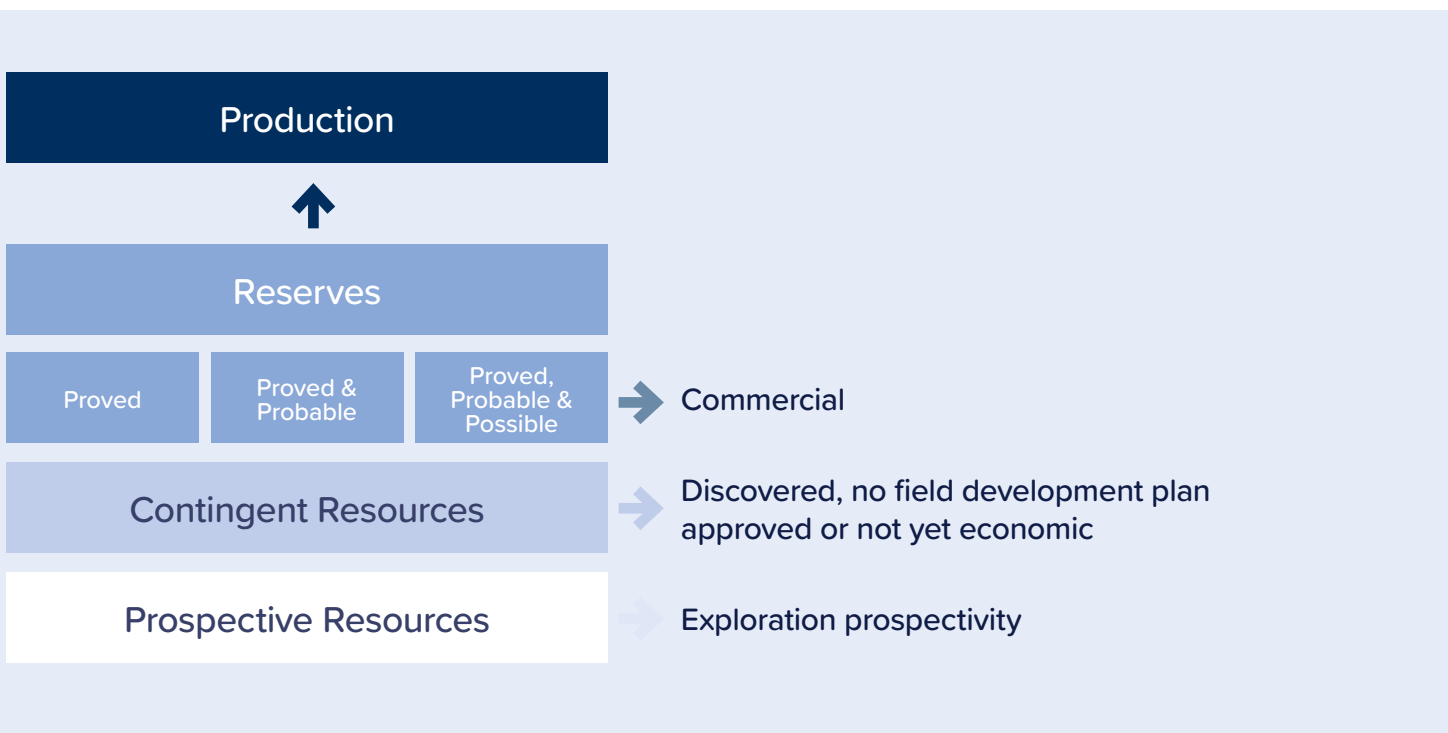 Production
Reserves
Proved
Proved &
Probable
Proved,
Probable &
Possible
Commercial
Contingent Resources
Discovered, no field development plan
approved or not yet economic
Prospective Resources
Exploration prospectivity